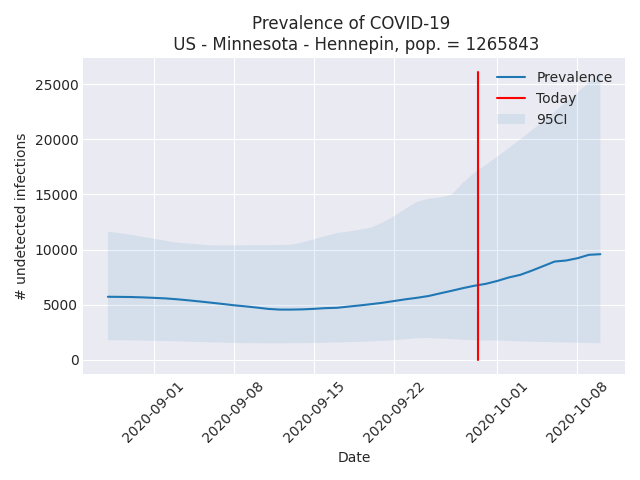 Prevalence of COVID-19
US - Minnesota - Hennepin, pop. = 1265843
Prevalence
Today
95CI
25000
20000
15000
10000
5000
0
# undetected infections
2020-09-01
2020-09-08
2020-09-15
2020-09-22
2020-10-01
2020-10-08
Date